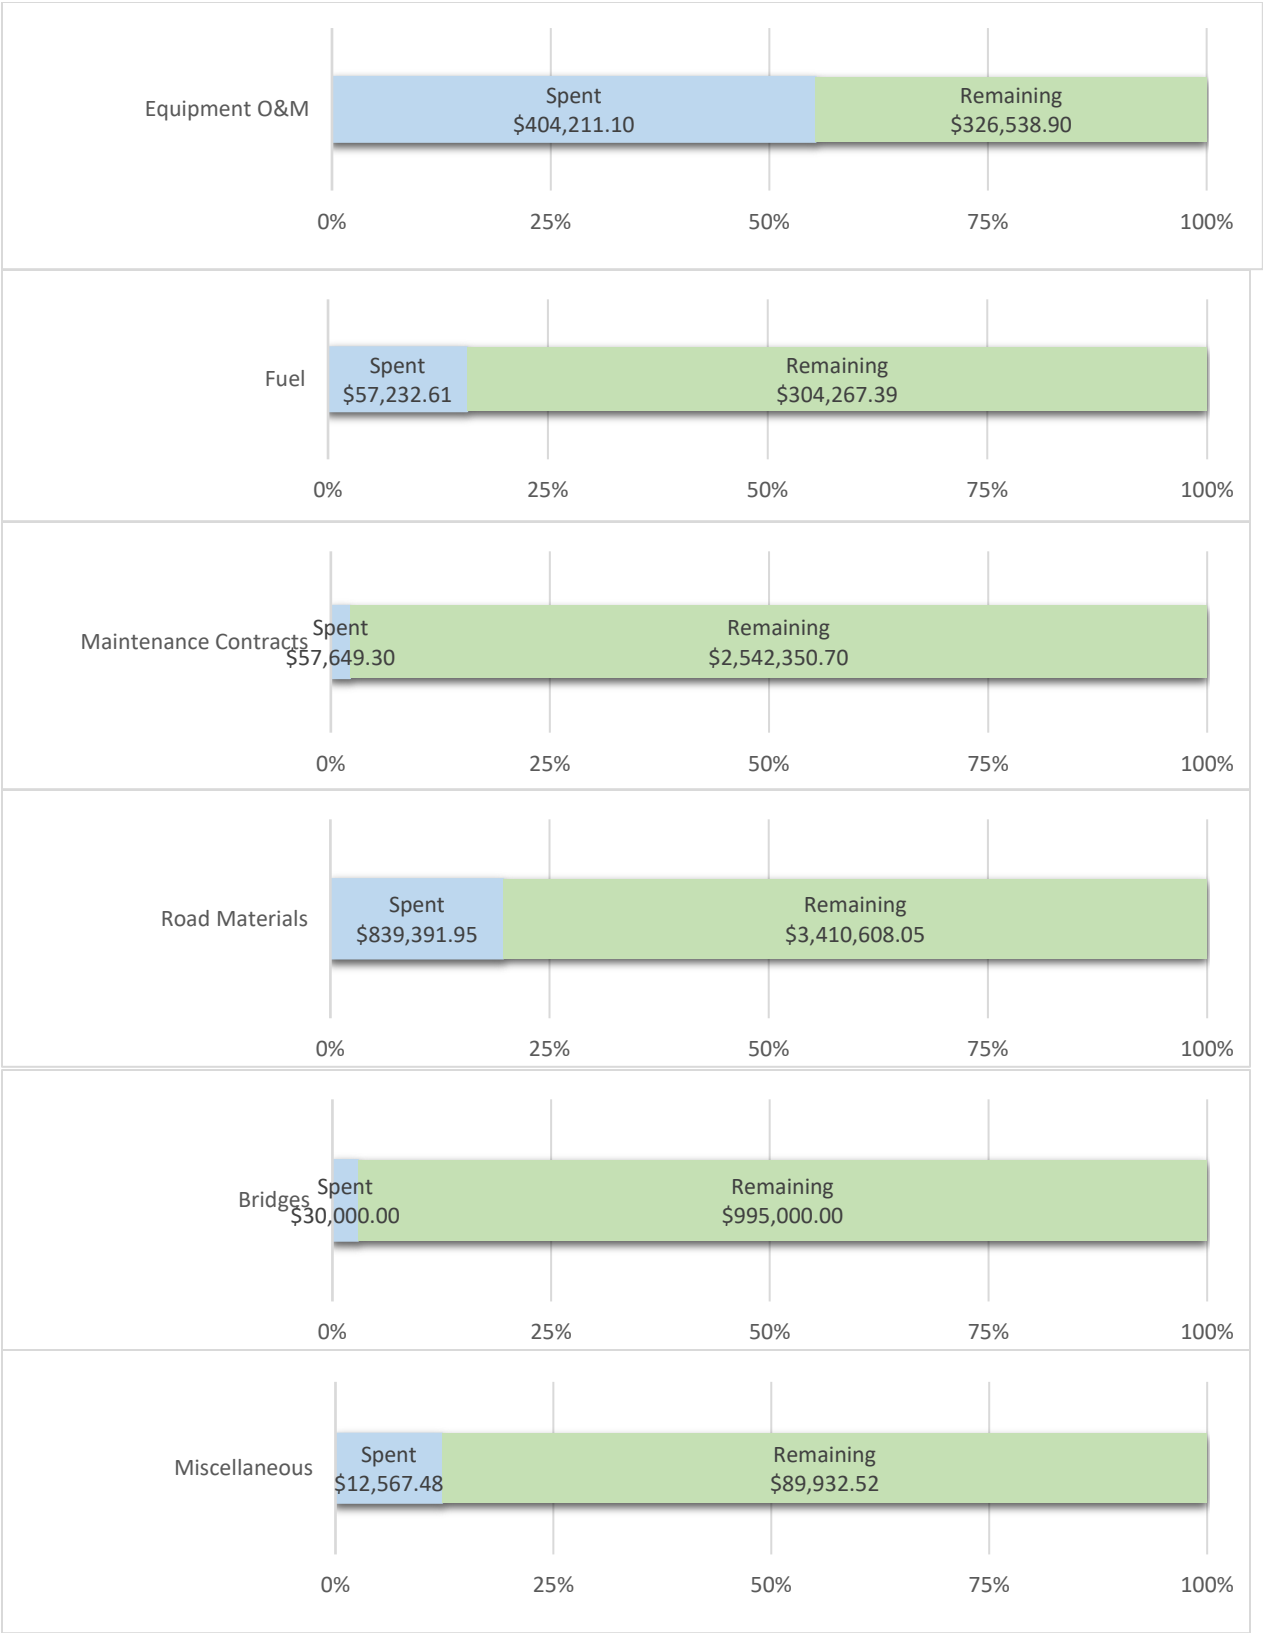 Equipment O&M
Spent
$404,211.10
Remaining
$326,538.90
0% 25% 50% 75% 100%
Fuel
Spent
$57,232.61
Remaining
$304,267.39
0% 25% 50% 75% 100%
Maintenance Contracts
Spent
$57,649.30
Remaining
$2,542,350.70
0% 25% 50% 75% 100%
Road Materials
Spent
$839,391.95
Remaining
$3,410,608.05
0% 25% 50% 75% 100%
Bridges
Spent
$30,000.00
Remaining
$995,000.00
0% 25% 50% 75% 100%
Miscellaneous
Spent
$12,567.48
Remaining
$89,932.52
0% 25% 50% 75% 100%